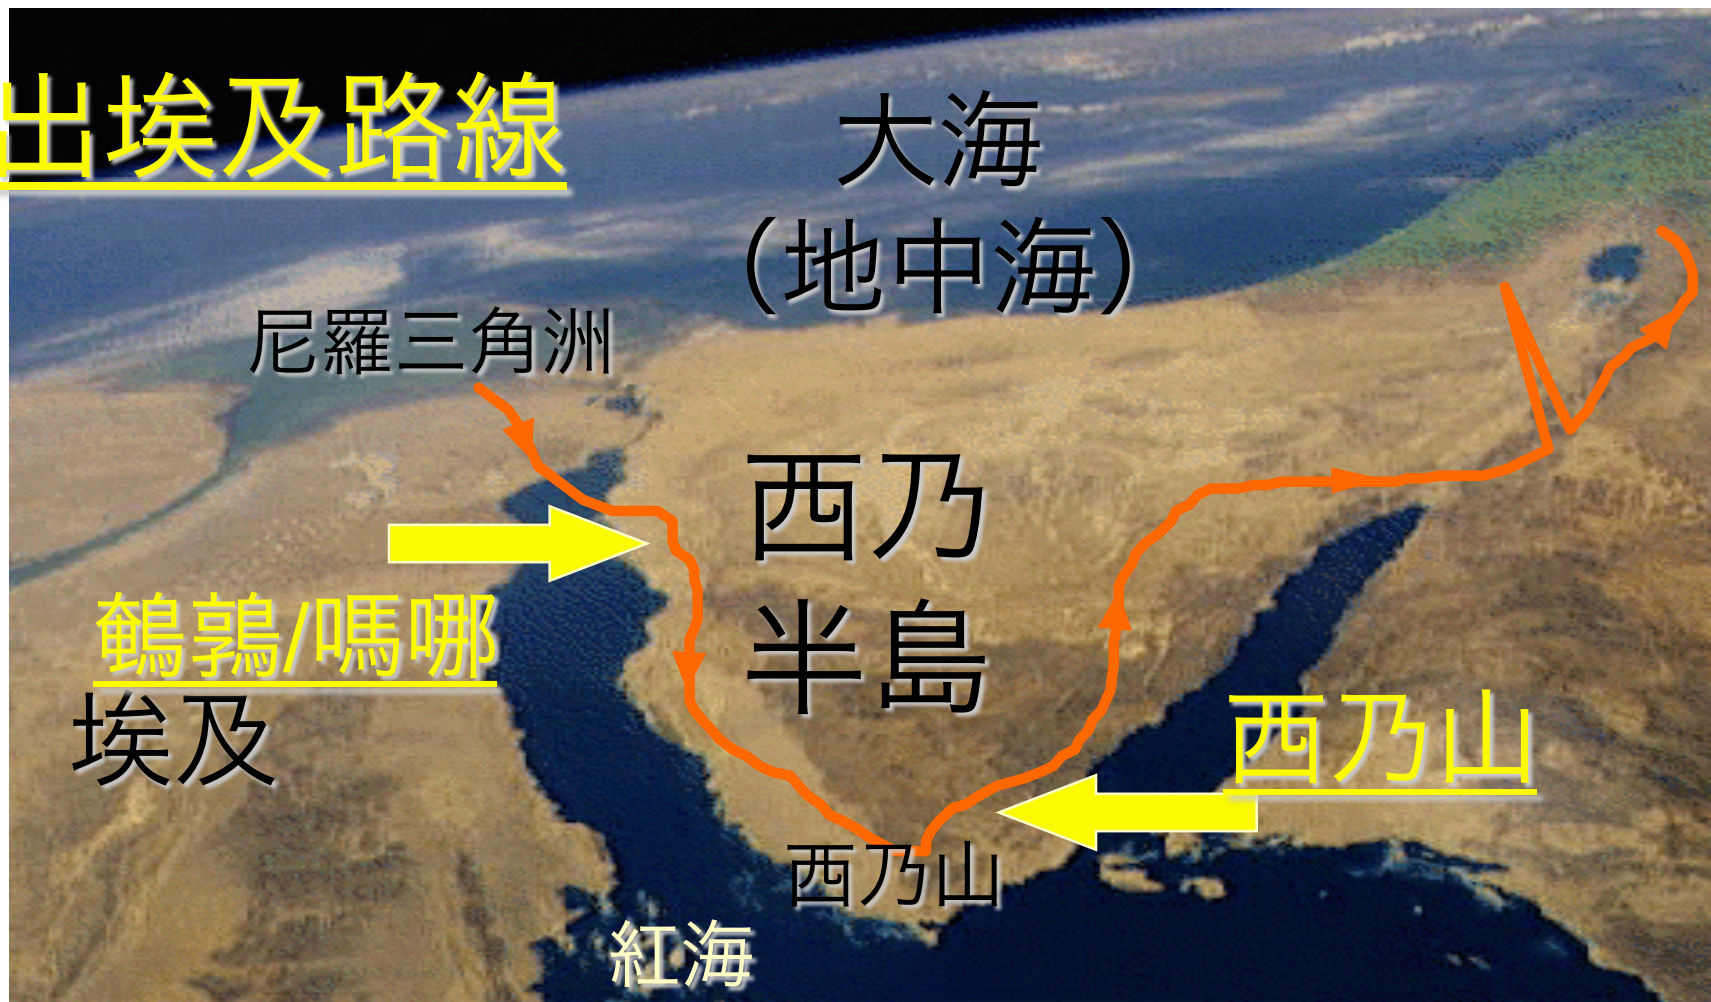 出埃及路線
大海
（地中海）
尼羅三角洲
西乃
半島
鵪鶉/嗎哪
埃及
西乃山
西乃山
紅海